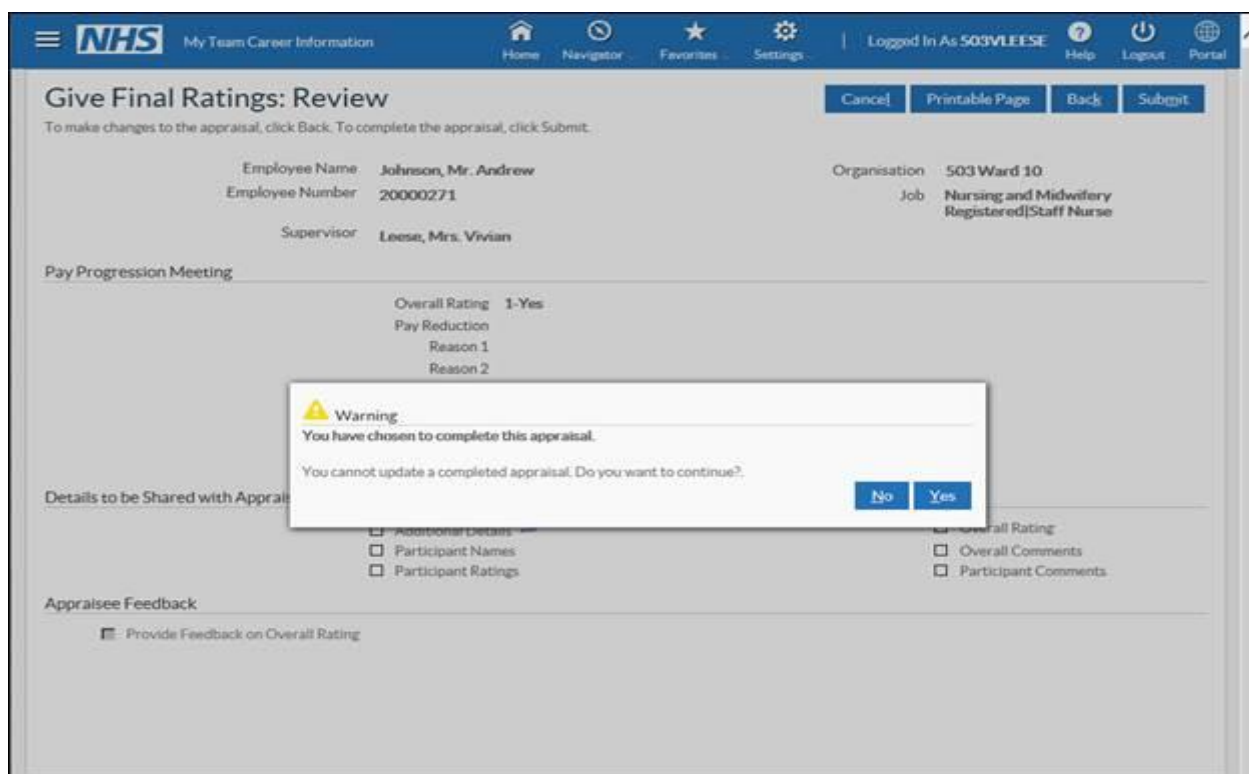 NHS My Team Career Information Home Navigator Favorites Settings | Logged In As 503VLEESE Help Logout Portal
Give Final Ratings: Review Cancel Printable Page Back Submit
To make changes to the appraisal, click Back. To complete the appraisal, click Submit.
Employee Name Johnson, Mr. Andrew Organisation 503 Ward 10
Employee Number 20000271 Job Nursing and Midwifery
Registered|Staff Nurse
Supervisor Leese, Mrs. Vivian
Pay Progression Meeting
Overall Rating 1-Yes
Pay Reduction
Reason 1
Reason 2
Warning
You have chosen to complete this appraisal.
You cannot update a completed appraisal. Do you want to continue?.
No Yes
Details to be Shared with
Additional Details Overall Rating
Participant Names Overall Comments
Participant Ratings Participant Comments
Appraisee Feedback
Provide Feedback on Overall Rating